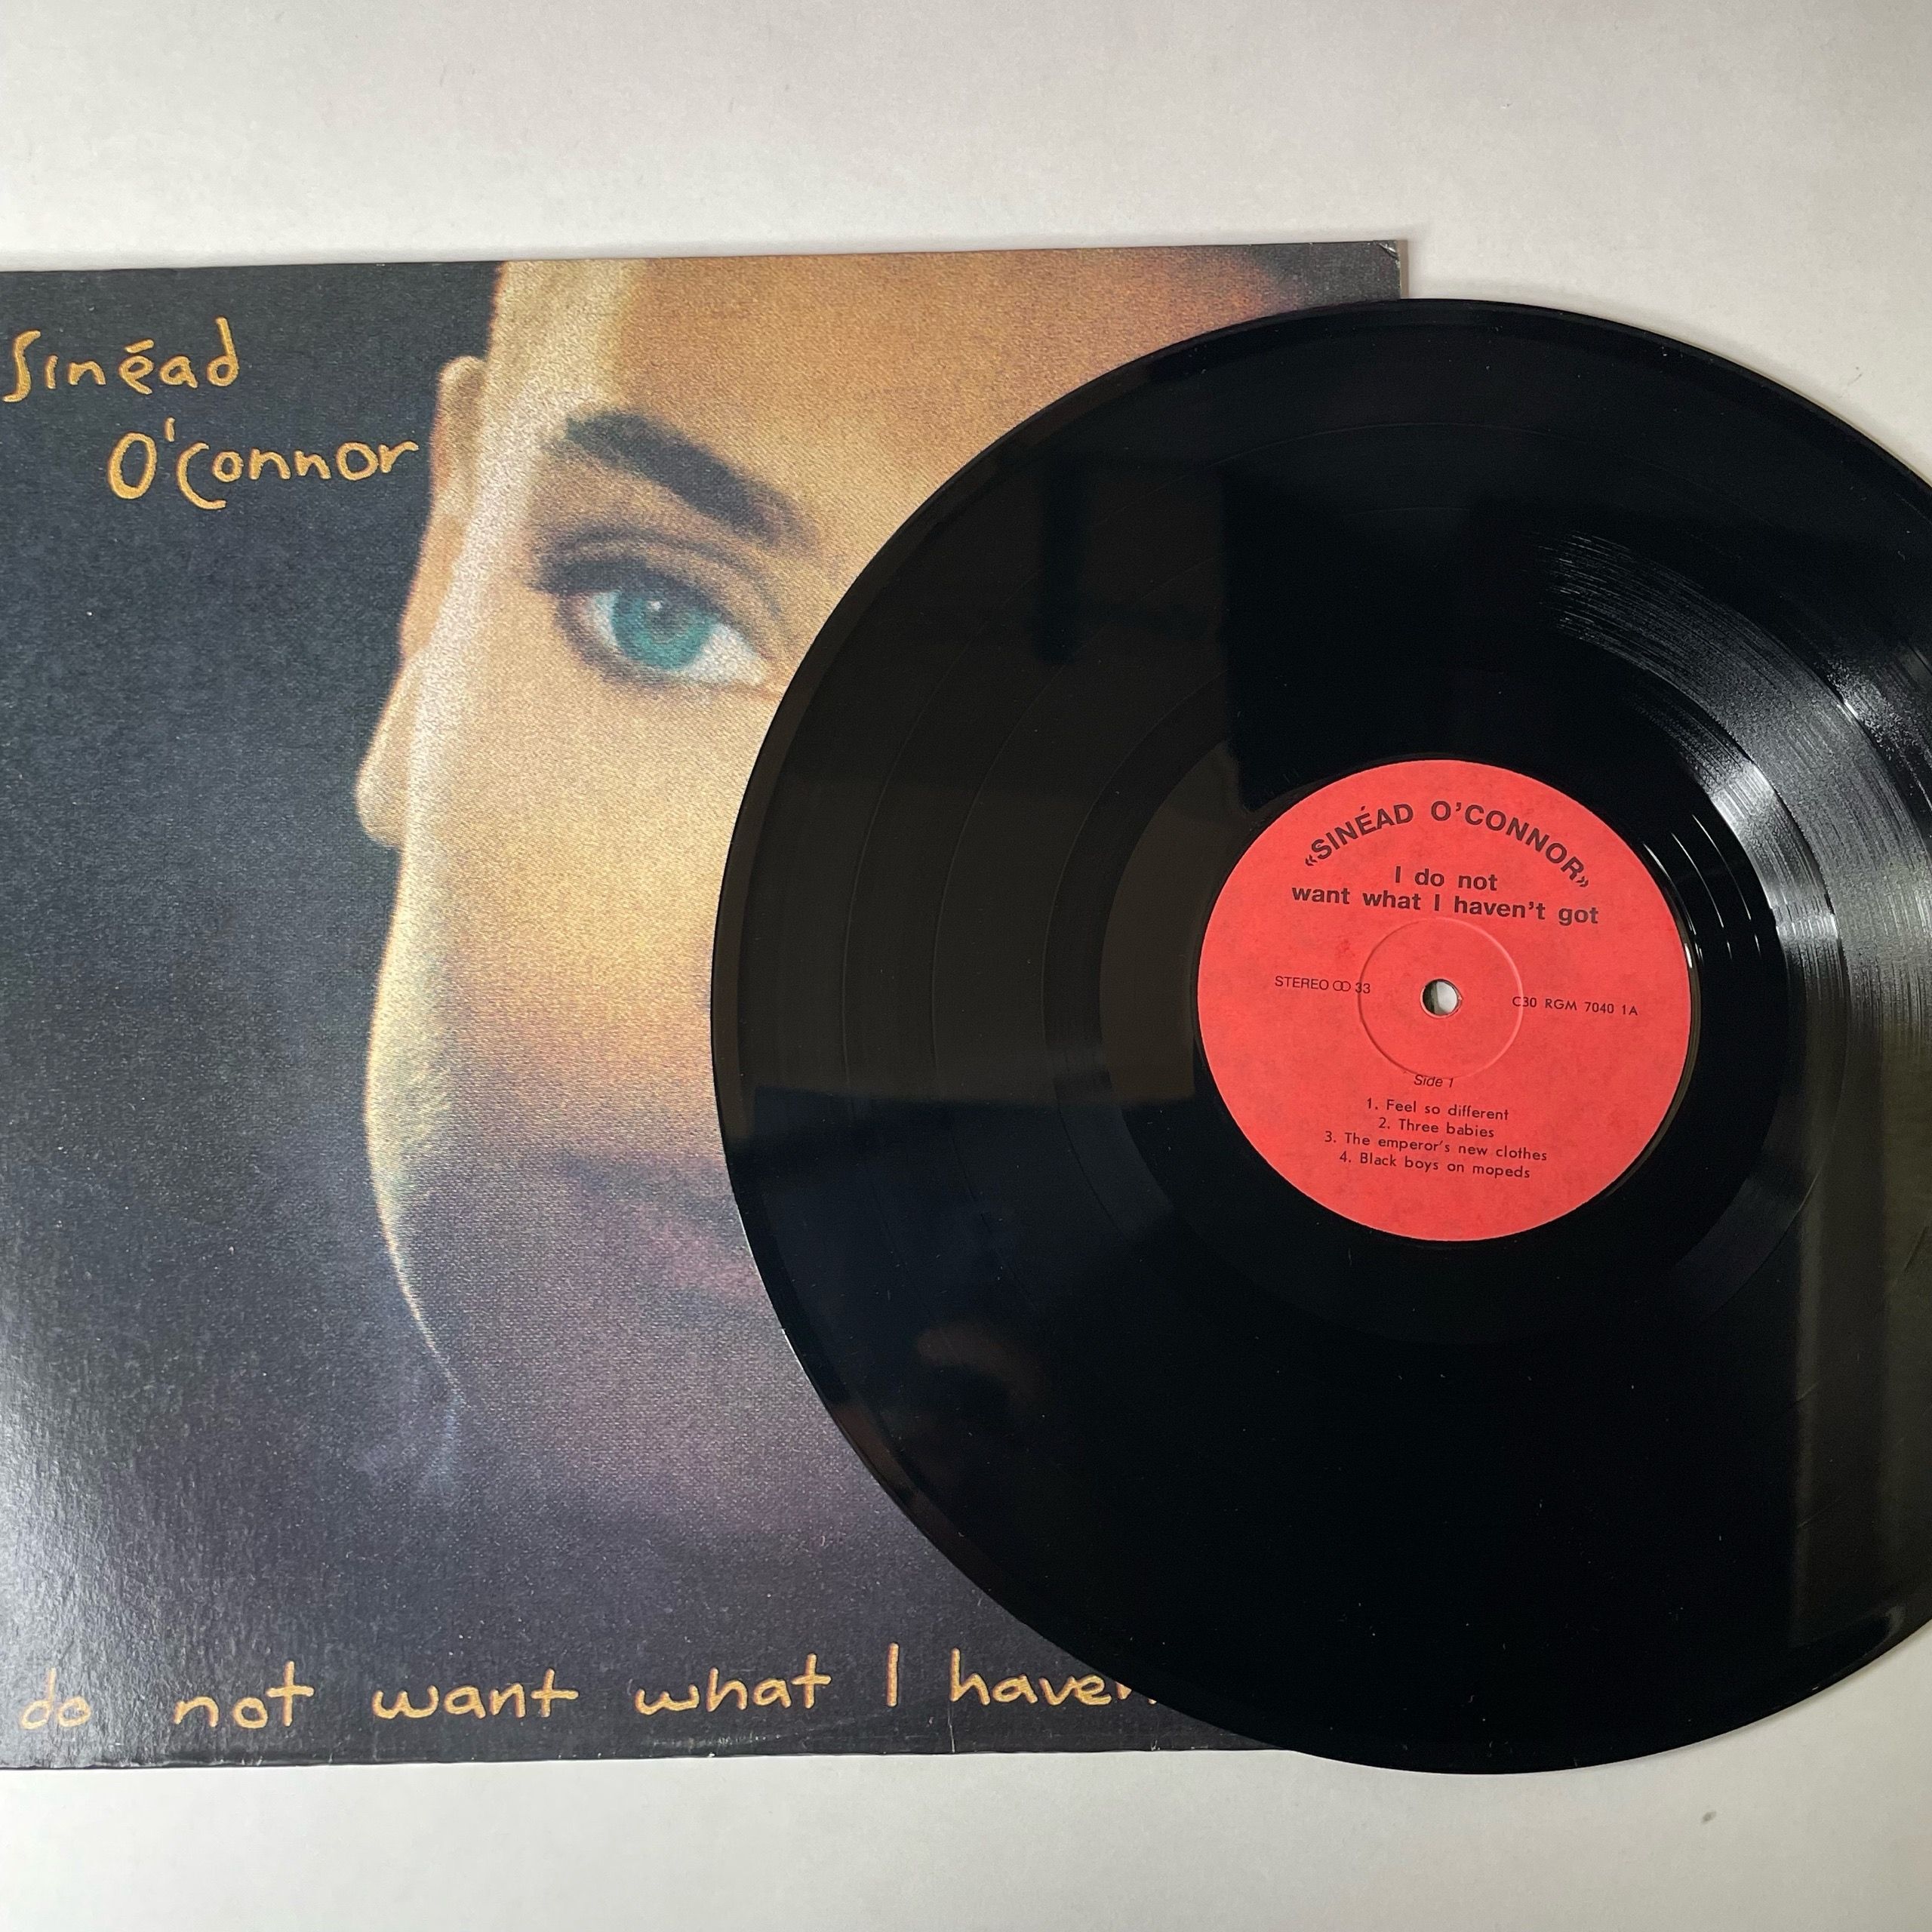 Sinéad
O'Connor
do not want what I haven
«SINÉAD O'CONNOR»
I do not
want what I haven't got
STEREO ꝏ 33
C30 RGM 7040 1A
Side 1
1. Feel so different
2. Three babies
3. The emperor's new clothes
4. Black boys on mopeds